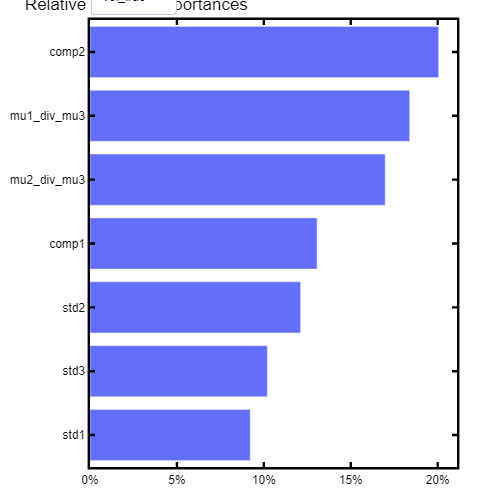 Relative portances
comp2
mu1_div_mu3
mu2_div_mu3
comp1
std2
std3
std1
0% 5% 10% 15% 20%